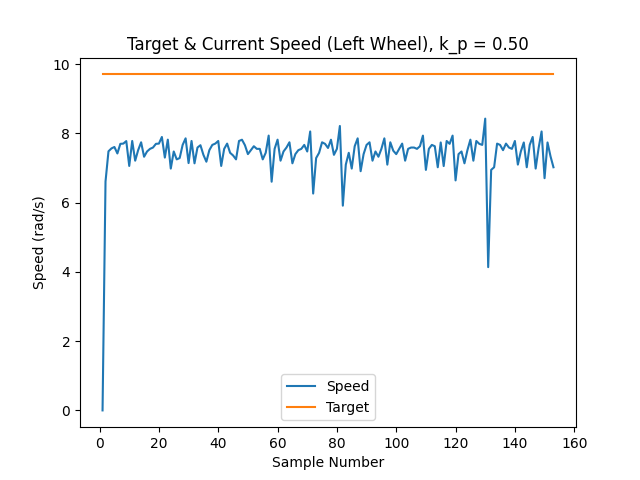 Target & Current Speed (Left Wheel), k_p = 0.50
10
8
6
4
2
0
Speed (rad/s)
Speed
Target
0 20 40 60 80 100 120 140 160
Sample Number